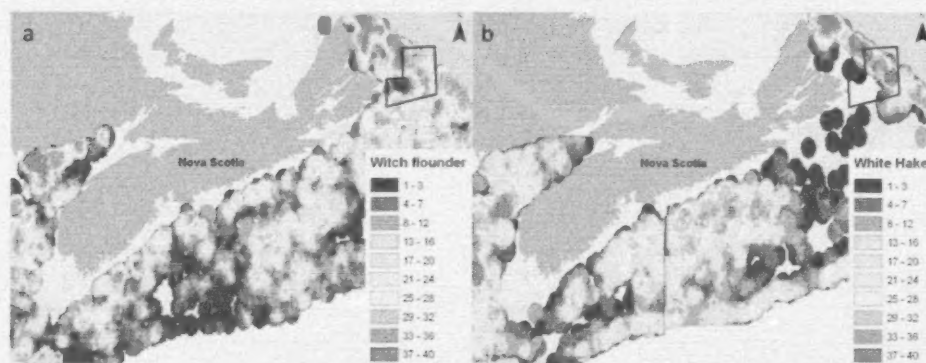 a
Nova Scotia
Witch flounder
1 - 3
4 - 7
8 - 12
13 - 16
17 - 20
21 - 24
25 - 28
29 - 32
33 - 36
37 - 40
b
Nova Scotia
White Hake
1 - 3
4 - 7
8 - 12
13 - 16
17 - 20
21 - 24
25 - 28
29 - 32
33 - 36
37 - 40